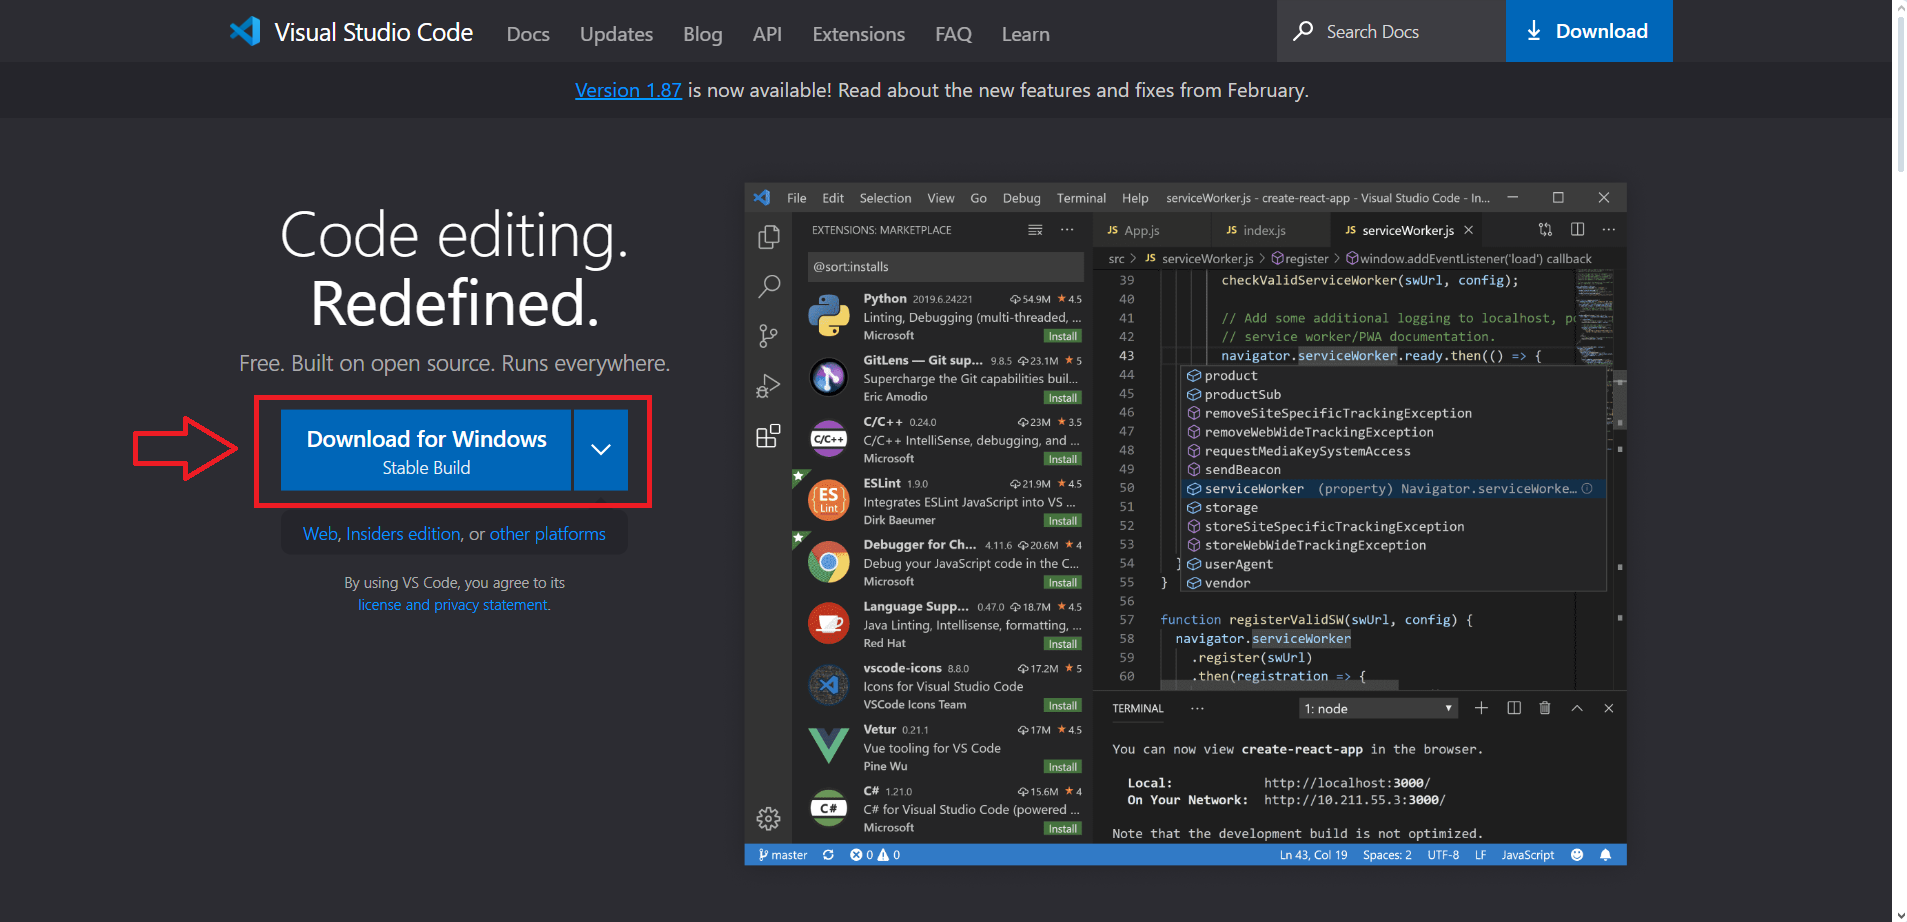 Visual Studio Code Docs Updates Blog API Extensions FAQ Learn Search Docs Download
Version 1.87 is now available! Read about the new features and fixes from February.
Code editing.
Redefined.
Free. Built on open source. Runs everywhere.
Download for Windows
Stable Build
Web, Insiders edition, or other platforms
By using VS Code, you agree to its
license and privacy statement.
File Edit Selection View Go Debug Terminal Help serviceWorker.js - create-react-app - Visual Studio Code - In...
EXTENSIONS: MARKETPLACE
@sort:installs
Python 2019.6.24221 54.9M 4.5
Linting, Debugging (multi-threaded, ...
Microsoft Install
GitLens — Git sup... 9.8.5 23.1M 5
Supercharge the Git capabilities buil...
Eric Amodio Install
C/C++ 0.24.0 23M 3.5
C/C++
C/C++ IntelliSense, debugging, and ...
Microsoft Install
ESLint 1.9.0 21.9M 4.5
ES
Lint
Integrates ESLint JavaScript into VS ...
Dirk Baeumer Install
Debugger for Ch... 4.11.6 20.6M 4
Debug your JavaScript code in the C...
Microsoft Install
Language Supp... 0.47.0 18.7M 4.5
Java Linting, Intellisense, formatting, ...
Red Hat Install
vscode-icons 8.8.0 17.2M 5
Icons for Visual Studio Code
VSCode Icons Team Install
Vetur 0.21.1 17M 4.5
Vue tooling for VS Code
Pine Wu Install
C# 1.21.0 15.6M 4
C#
C# for Visual Studio Code (powered ...
Microsoft Install
JS App.js JS index.js JS serviceWorker.js
src > JS serviceWorker.js > register > window.addEventListener('load') callback
39 checkValidServiceWorker(swUrl, config);
40
41 // Add some additional logging to localhost, po
42 // service worker/PWA documentation.
43 navigator.serviceWorker.ready.then(() => {
44 product
45 productSub
46 removeSiteSpecificTrackingException
47 removeWebWideTrackingException
48 requestMediaKeySystemAccess
49 sendBeacon
50 serviceWorker (property) Navigator.serviceWorke...
51 storage
52 storeSiteSpecificTrackingException
53 storeWebWideTrackingException
54 } userAgent
55 } vendor
56
57 function registerValidSW(swUrl, config) {
58 navigator.serviceWorker
59 .register(swUrl)
60 .then(registration => {
TERMINAL ... 1: node
You can now view create-react-app in the browser.
Local: http://localhost:3000/
On Your Network: http://10.211.55.3:3000/
Note that the development build is not optimized.
master 0 0 Ln 43, Col 19 Spaces: 2 UTF-8 LF JavaScript